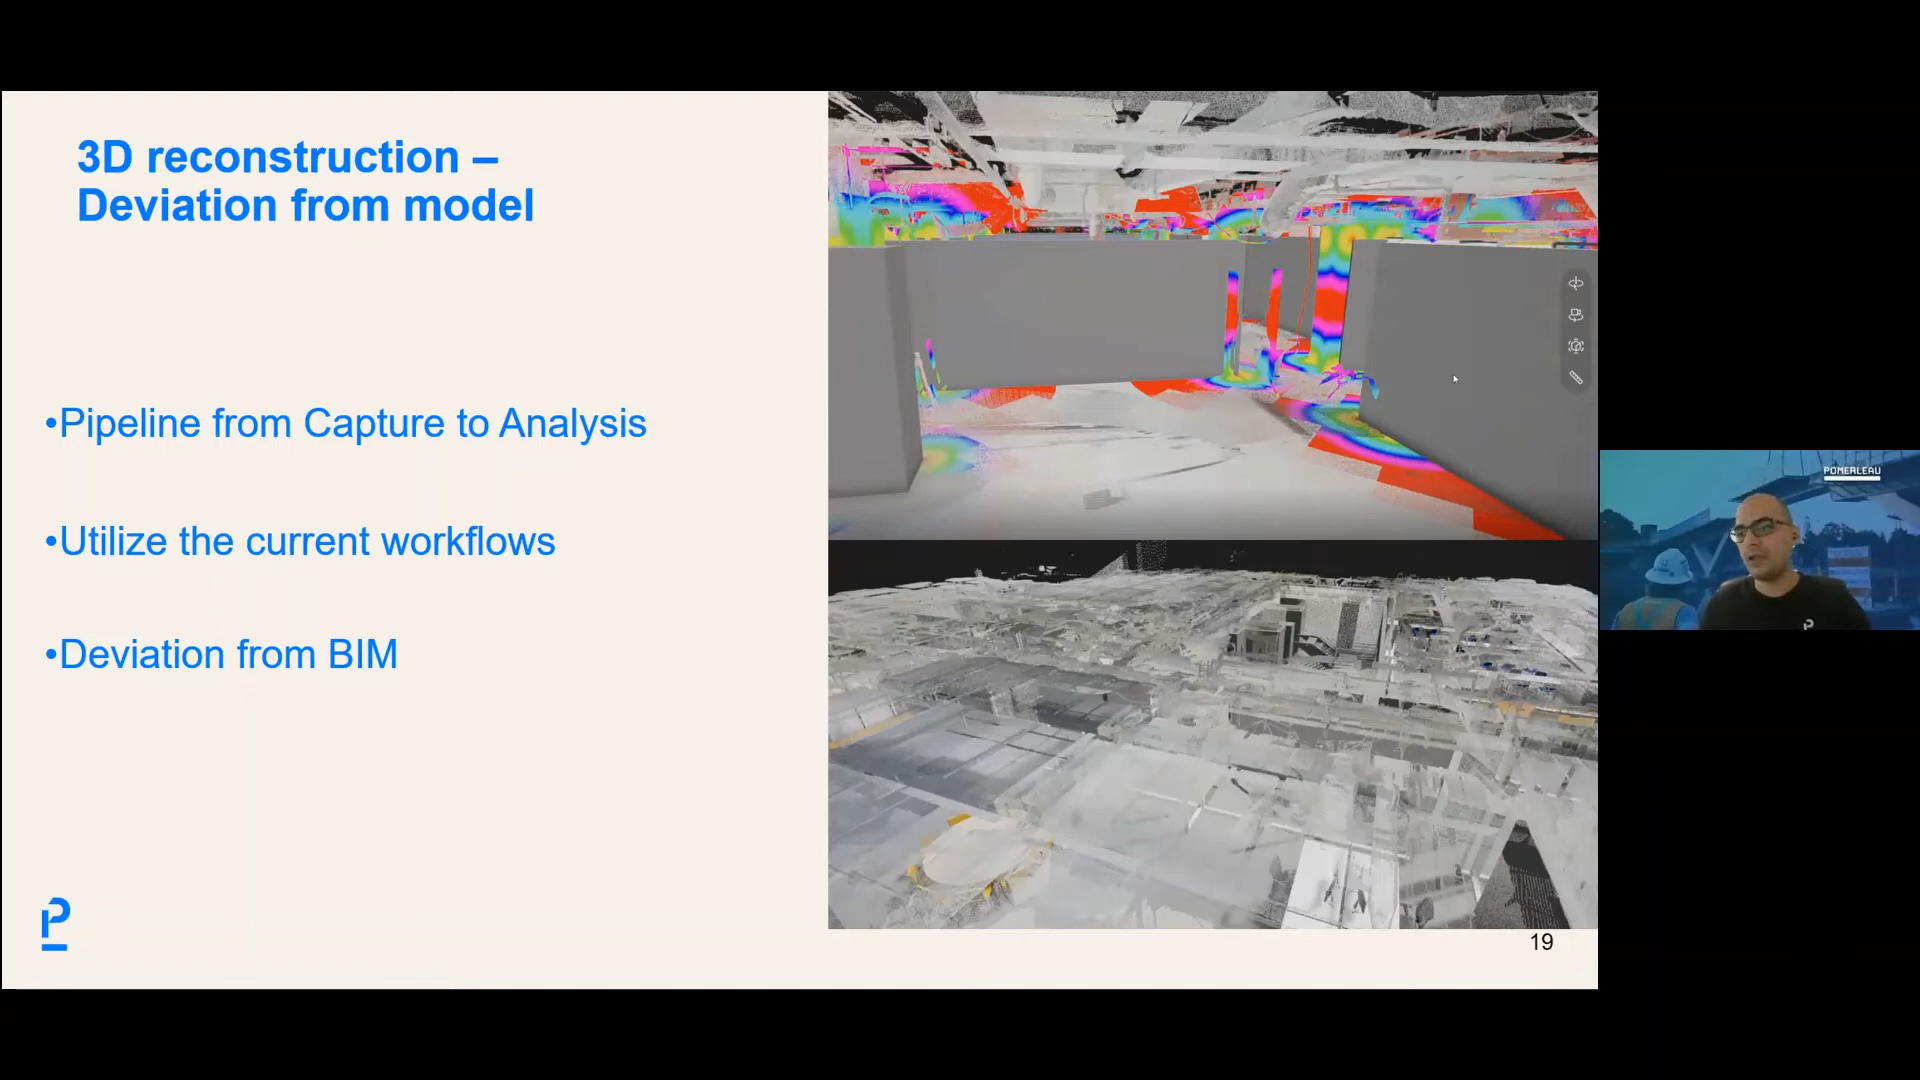 3D reconstruction –
Deviation from model
•Pipeline from Capture to Analysis
•Utilize the current workflows
•Deviation from BIM
19
POMERLEAU